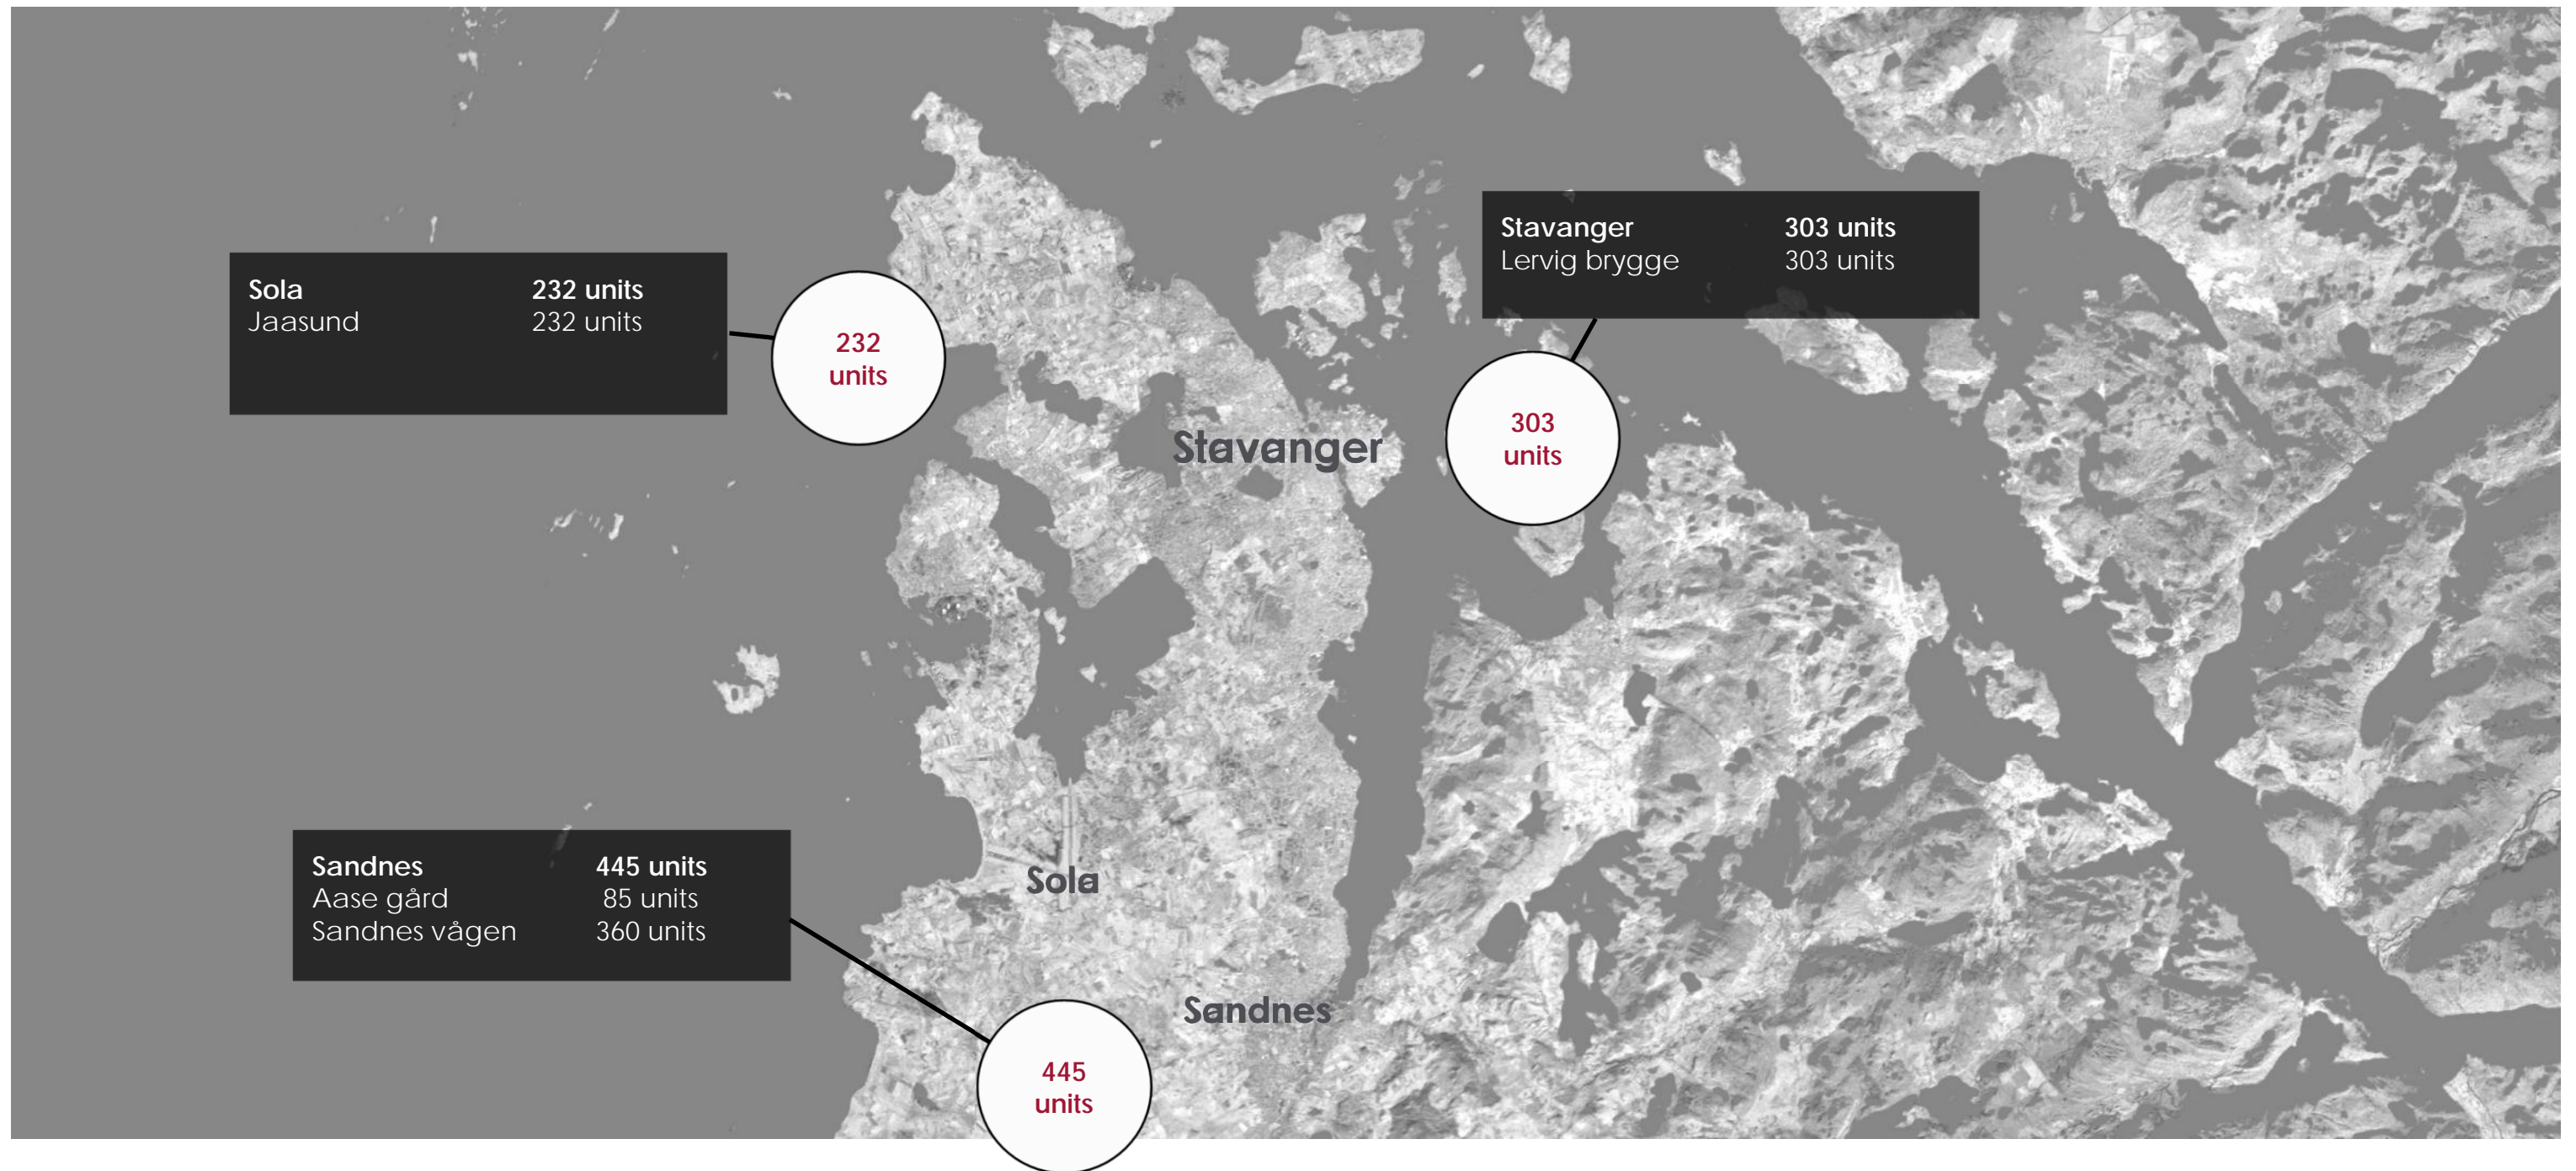 Stavanger 303 units
Lervig brygge 303 units
Sola 232 units
Jaasund 232 units
232
units
303
units
Stavanger
Sandnes 445 units
Aase gård 85 units
Sandnes vågen 360 units
Sola
Sandnes
445
units